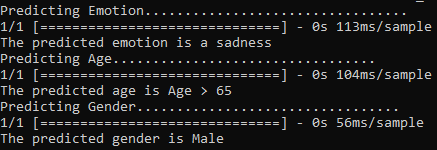 Predicting Emotion..................................
1/1 [==============================] - 0s 113ms/sample
The predicted emotion is a sadness
Predicting Age..................................
1/1 [==============================] - 0s 104ms/sample
The predicted age is Age > 65
Predicting Gender..................................
1/1 [==============================] - 0s 56ms/sample
The predicted gender is Male